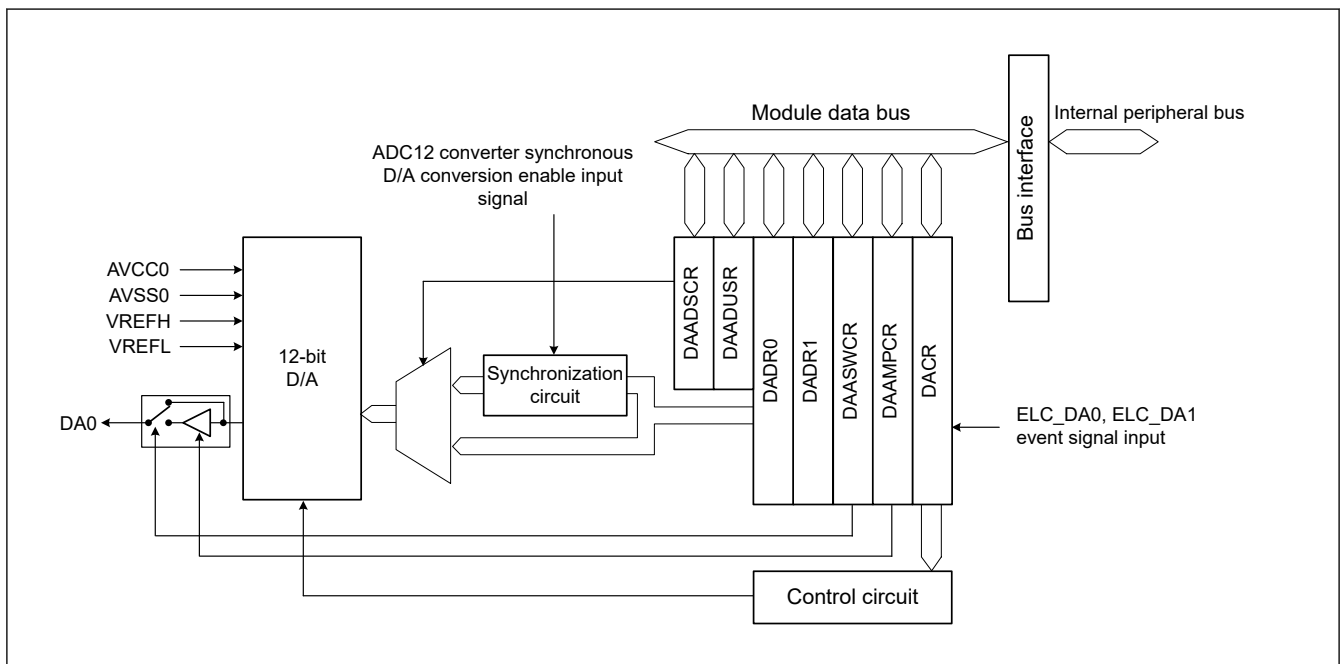 Module data bus
Bus interface
Internal peripheral bus
ADC12 converter synchronous
D/A conversion enable input
signal
AVCC0
AVSS0
VREFH
VREFL
12-bit
D/A
Synchronization
circuit
DAADSCR
DAADUSR
DADR0
DADR1
DAASWCR
DAAMPCR
DACR
DA0
ELC_DA0, ELC_DA1
event signal input
Control circuit